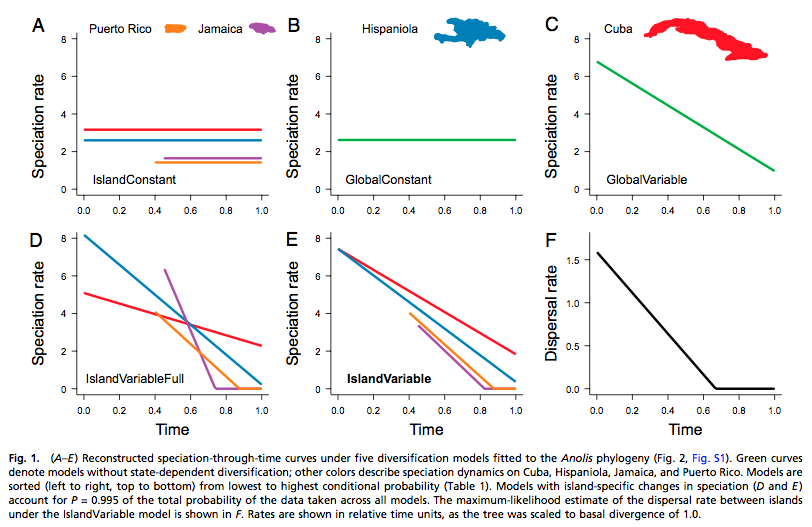 A Puerto Rico Jamaica
B Hispaniola
C Cuba
Speciation rate
8
6
4
2
0
IslandConstant
0.0 0.2 0.4 0.6 0.8 1.0
Speciation rate
8
6
4
2
0
GlobalConstant
0.0 0.2 0.4 0.6 0.8 1.0
Speciation rate
8
6
4
2
0
GlobalVariable
0.0 0.2 0.4 0.6 0.8 1.0
D
Speciation rate
8
6
4
2
0
IslandVariableFull
0.0 0.2 0.4 0.6 0.8 1.0
Time
E
Speciation rate
8
6
4
2
0
IslandVariable
0.0 0.2 0.4 0.6 0.8 1.0
Time
F
Dispersal rate
1.5
1.0
0.5
0.0
0.0 0.2 0.4 0.6 0.8 1.0
Time
Fig. 1. (A–E) Reconstructed speciation-through-time curves under five diversification models fitted to the Anolis phylogeny (Fig. 2, Fig. S1). Green curves
denote models without state-dependent diversification; other colors describe speciation dynamics on Cuba, Hispaniola, Jamaica, and Puerto Rico. Models are
sorted (left to right, top to bottom) from lowest to highest conditional probability (Table 1). Models with island-specific changes in speciation (D and E)
account for P = 0.995 of the total probability of the data taken across all models. The maximum-likelihood estimate of the dispersal rate between islands
under the IslandVariable model is shown in F. Rates are shown in relative time units, as the tree was scaled to basal divergence of 1.0.